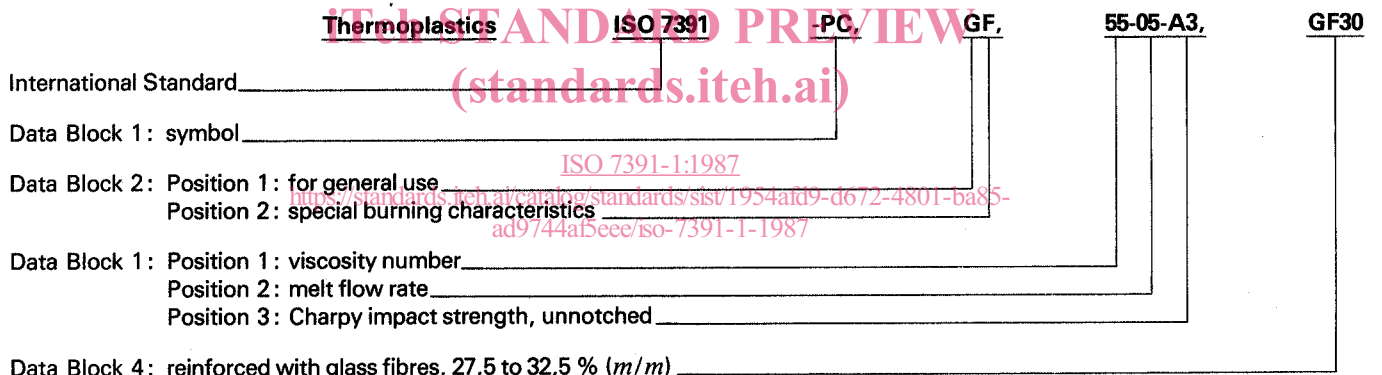 Thermoplastics ISO 7391 -PC, GF, 55-05-A3, GF30
iTeh STANDARD PREVIEW
International Standard
(standards.iteh.ai)
Data Block 1: symbol
ISO 7391-1:1987
Data Block 2: Position 1: for general use
https://standards.iteh.ai/catalog/standards/sist/1954afd9-d672-4801-ba85-
Position 2: special burning characteristics
ad9744af5eee/iso-7391-1-1987
Data Block 1: Position 1: viscosity number
Position 2: melt flow rate
Position 3: Charpy impact strength, unnotched
Data Block 4: reinforced with glass fibres, 27,5 to 32,5 % (m/m)